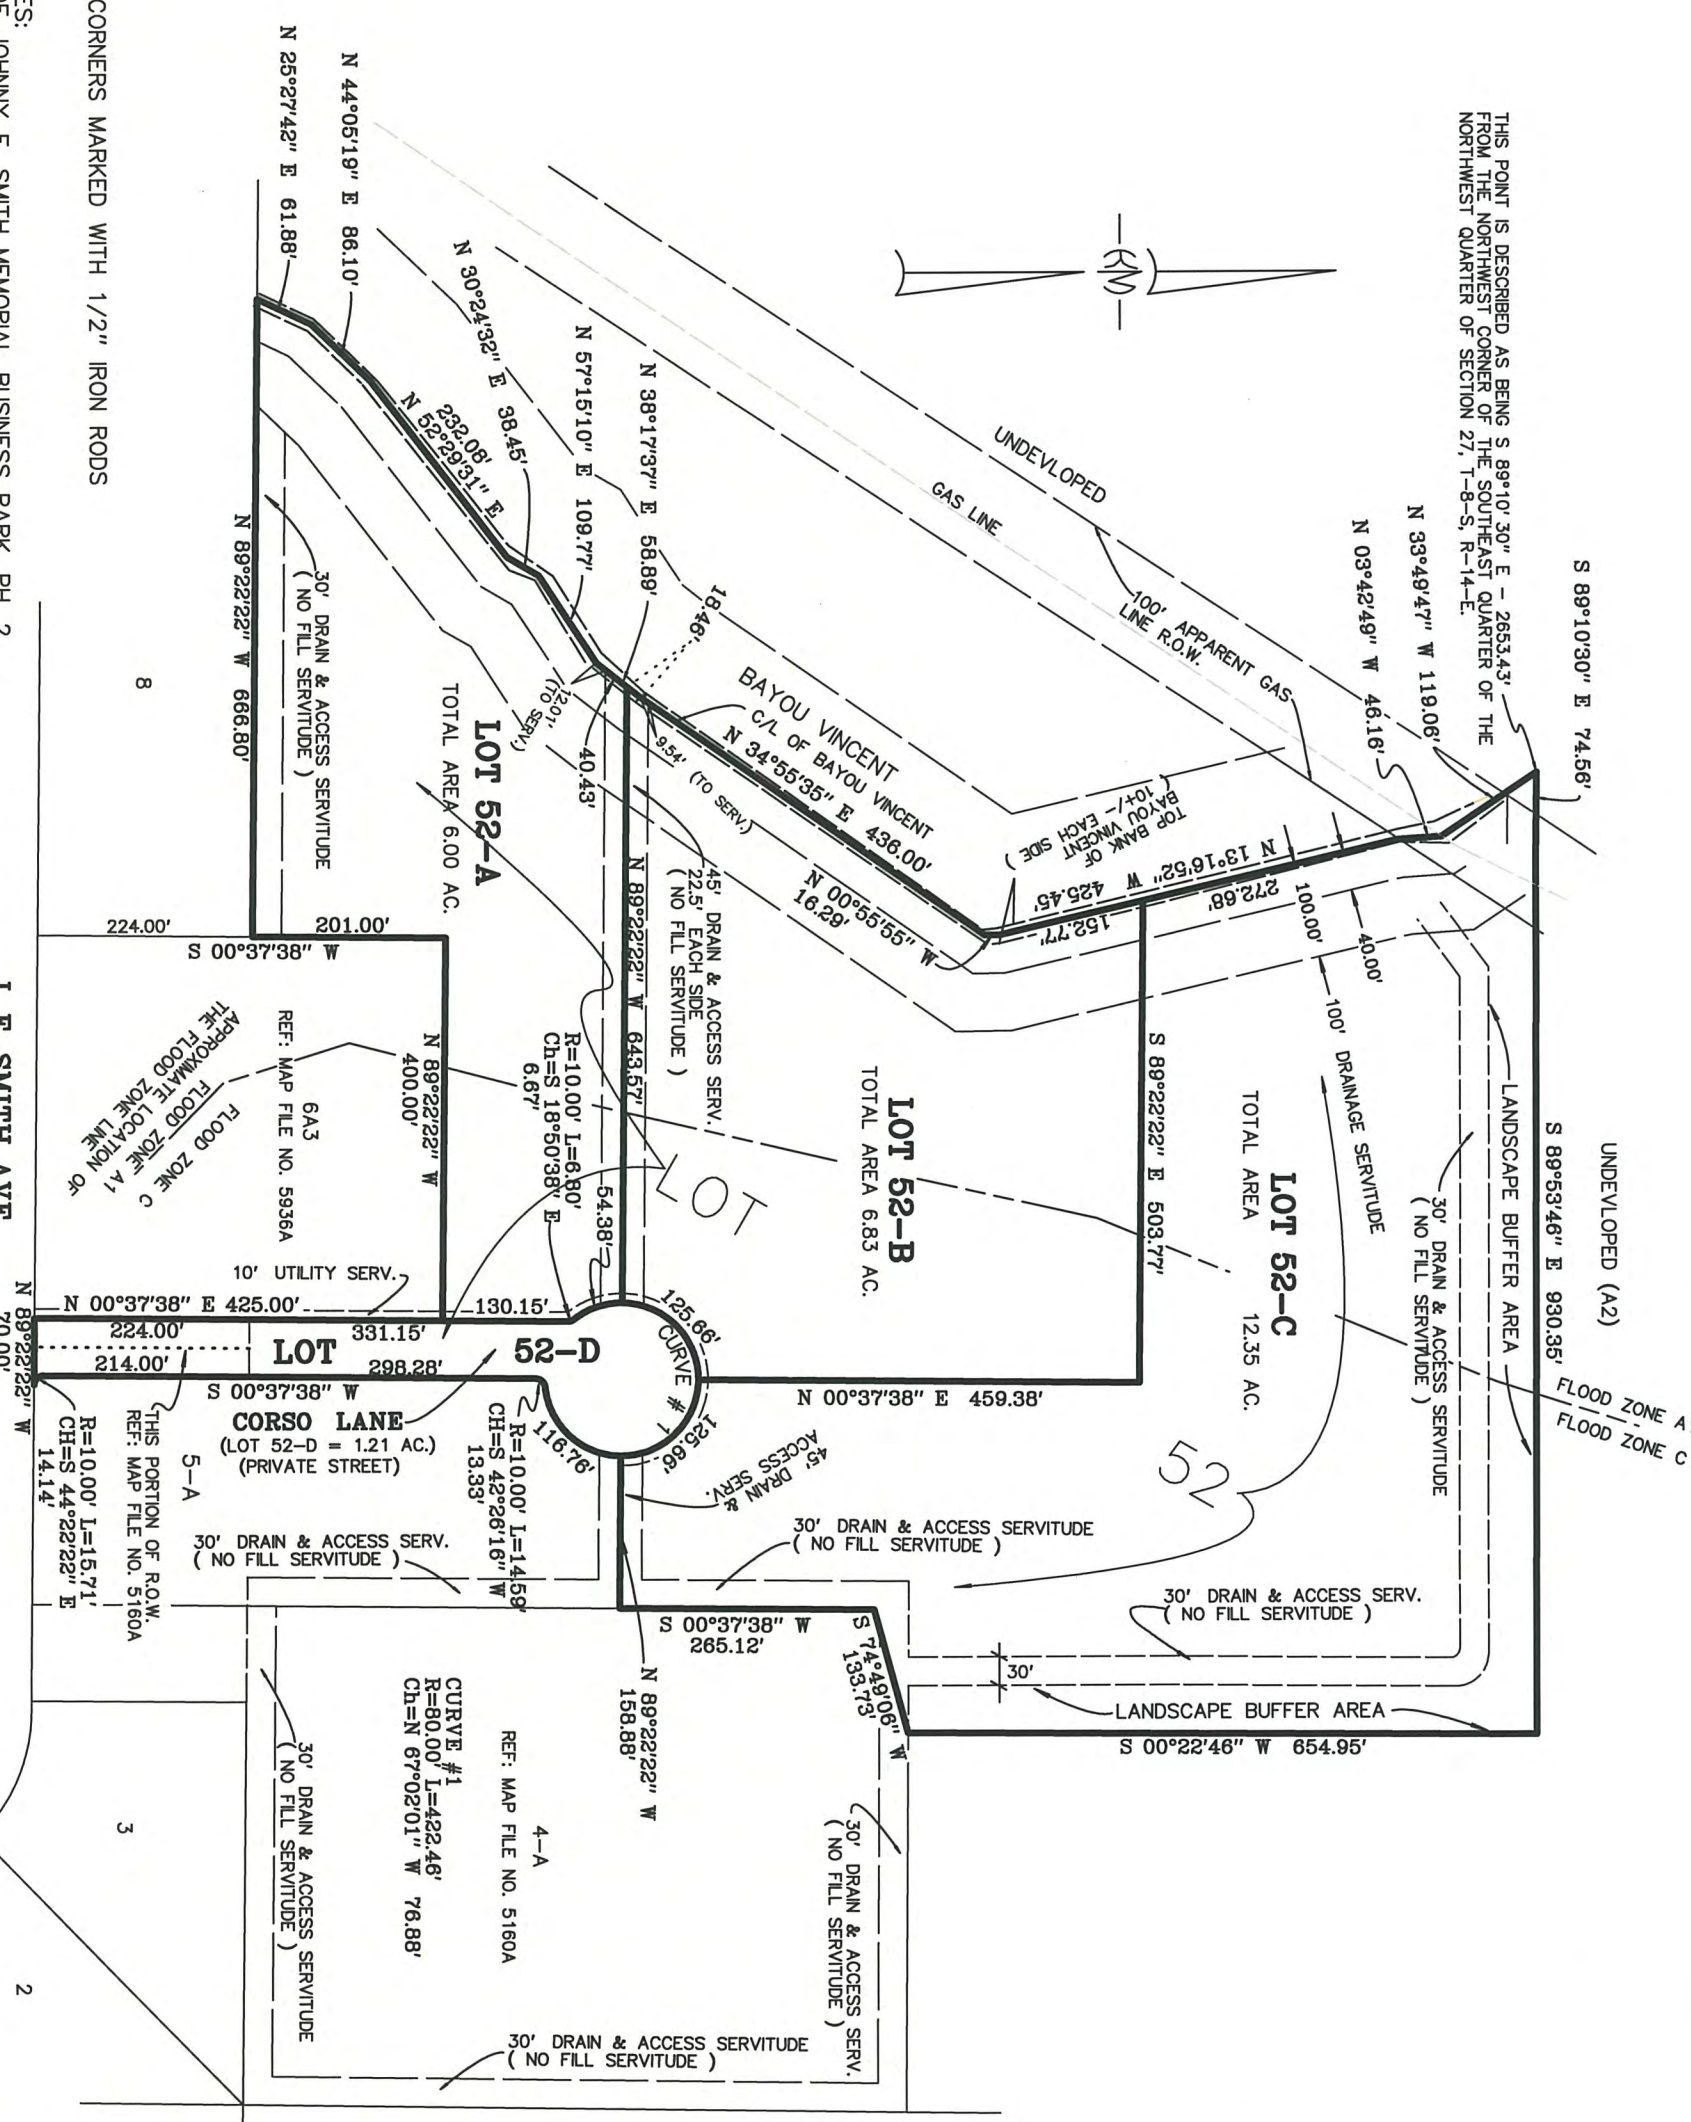 THIS POINT IS DESCRIBED AS BEING S 89°10'30" E - 2653.43'
FROM THE NORTHWEST CORNER OF THE SOUTHEAST QUARTER OF THE
NORTHWEST QUARTER OF SECTION 27, T-8-S, R-14-E.
S 89°10'30" E 74.56'
UNDEVLOPED (A2)
S 89°53'46" E 930.35'
N 33°49'47" W 119.06'
N 03°42'49" W 46.16'
UNDEVLOPED
GAS LINE
100' APPARENT GAS
LINE R.O.W.
RM
FLOOD ZONE A
FLOOD ZONE C
LANDSCAPE BUFFER AREA
30' DRAIN & ACCESS SERVITUDE
( NO FILL SERVITUDE )
LOT 52-C
TOTAL AREA 12.35 AC.
100' DRAINAGE SERVITUDE
40.00'
100.00'
N 13°16'52" W 425.45'
272.68'
152.77'
TOP BANK OF
BAYOU VINCENT
10+/- EACH
SIDE )
S 89°22'22" E 503.77'
N 00°55'55" W
16.29'
BAYOU VINCENT
C/L OF BAYOU VINCENT
N 34°55'35" E 436.00'
LOT 52-B
TOTAL AREA 6.83 AC.
18.46'
9.54' (TO SERV.)
12.01'
(TO SERV.)
40.43'
N 38°17'37" E 58.89'
N 57°15'10" E 109.77'
N 30°24'32" E 38.45'
232.08'
N 52°29'31" E
N 44°05'19" E 86.10'
N 25°27'42" E 61.88'
45' DRAIN & ACCESS SERV.
22.5' EACH SIDE
( NO FILL SERVITUDE )
N 89°22'22" W 643.57'
LOT 52-A
TOTAL AREA 6.00 AC.
30' DRAIN & ACCESS SERVITUDE
( NO FILL SERVITUDE )
N 89°22'22" W 666.80'
LOT
52
R=10.00' L=6.80'
Ch=S 18°50'38" E
6.67'
54.38'
125.66'
CURVE # 1
125.66'
116.76'
N 00°37'38" E 459.38'
45' DRAIN &
ACCESS SERV.
201.00'
S 00°37'38" W
224.00'
N 89°22'22" W
400.00'
6A3
REF: MAP FILE NO. 5936A
FLOOD ZONE C
FLOOD ZONE A1
APPROXIMATE LOCATION OF
THE FLOOD ZONE LINE
10' UTILITY SERV.
N 00°37'38" E 425.00'
130.15'
224.00'
331.15'
LOT 52-D
214.00'
298.28'
S 00°37'38" W
CORSO LANE
(LOT 52-D = 1.21 AC.)
(PRIVATE STREET)
R=10.00' L=14.59'
CH=S 42°26'16" W
13.33'
5-A
THIS PORTION OF R.O.W.
REF: MAP FILE NO. 5160A
R=10.00' L=15.71'
CH=S 44°22'22" E
14.14'
30' DRAIN & ACCESS SERV.
( NO FILL SERVITUDE )
30' DRAIN & ACCESS SERVITUDE
( NO FILL SERVITUDE )
30' DRAIN & ACCESS SERV.
( NO FILL SERVITUDE )
30'
LANDSCAPE BUFFER AREA
S 00°22'46" W 654.95'
S 00°37'38" W
265.12'
S 74°49'06" W
133.73'
N 89°22'22" W
158.88'
4-A
REF: MAP FILE NO. 5160A
CURVE #1
R=80.00' L=422.46'
Ch=N 67°02'01" W 76.88'
30' DRAIN & ACCESS SERV.
( NO FILL SERVITUDE )
30' DRAIN & ACCESS SERVITUDE
( NO FILL SERVITUDE )
30' DRAIN & ACCESS SERVITUDE
( NO FILL SERVITUDE )
8
3
2
N 89°22'22" W
70.00'
CORNERS MARKED WITH 1/2" IRON RODS
ES:
JOHNNY F. SMITH MEMORIAL BUSINESS PARK PH 2
SMITH AVE